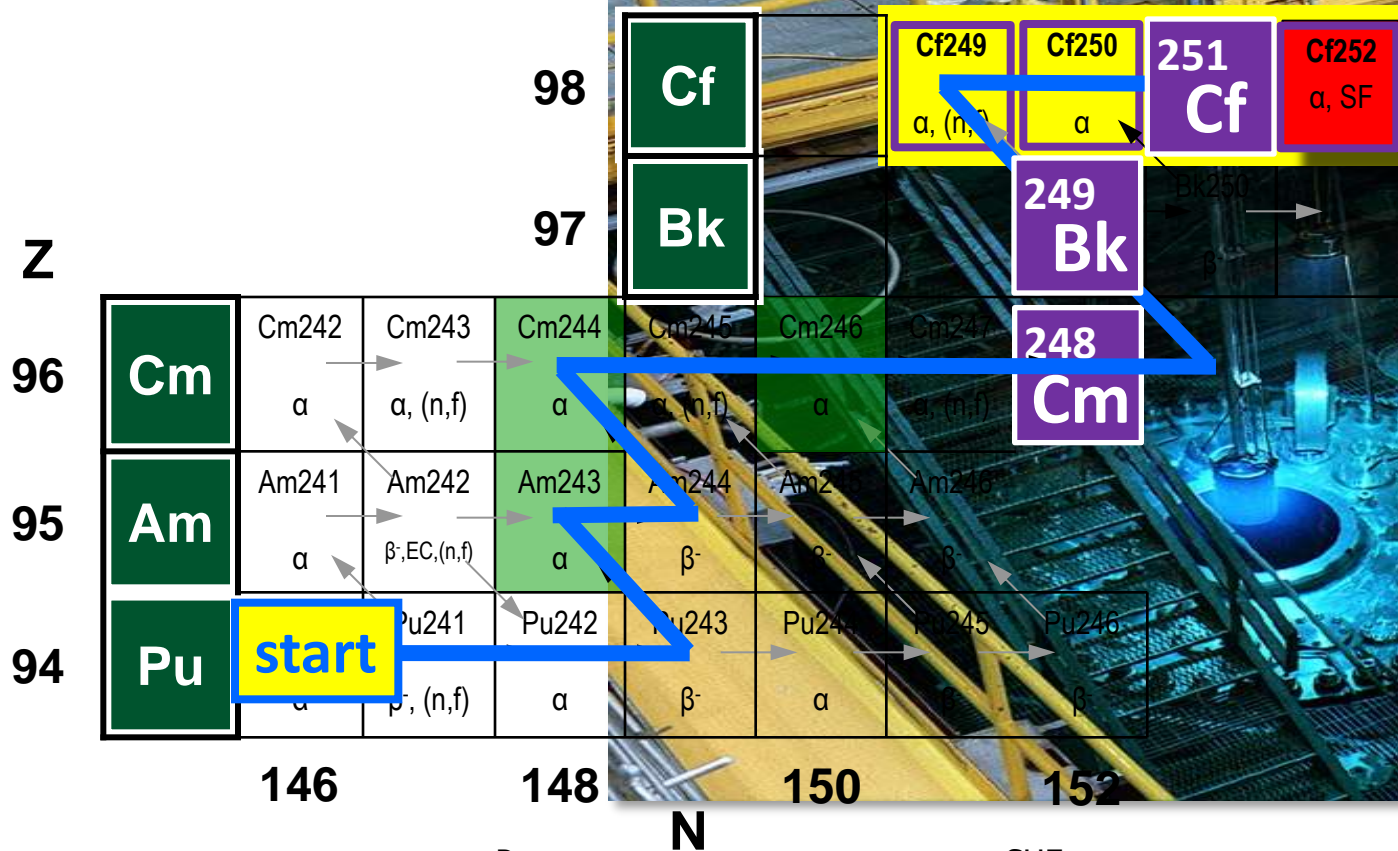 98
Cf
Cf249
α, (n,f)
Cf250
α
251
Cf
Cf252
α, SF
97
Bk
249
Bk
Bk250
β
Z
96
Cm
Cm242
α
Cm243
α, (n,f)
Cm244
α
Cm245
α, (n,f)
Cm246
α
Cm247
α, (n,f)
248
Cm
95
Am
Am241
α
Am242
β-,EC,(n,f)
Am243
α
Am244
β-
Am245
β-
Am246
β-
94
Pu
start
α
Pu241
β-, (n,f)
Pu242
α
Pu243
β-
Pu244
α
Pu245
β-
Pu246
β-
146
148
150
152
N